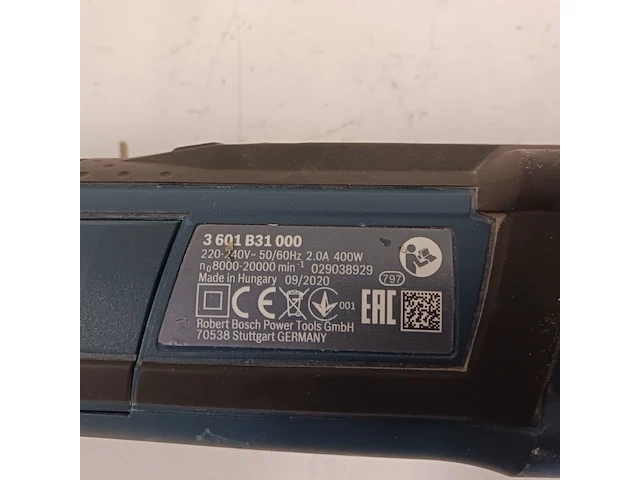 3 601 B31 000
220-240V~ 50/60Hz 2.0A 400W
n₀8000-20000 min⁻¹ 029038929
Made in Hungary 09/2020 797
CE 001 EAC
Robert Bosch Power Tools GmbH
70538 Stuttgart GERMANY